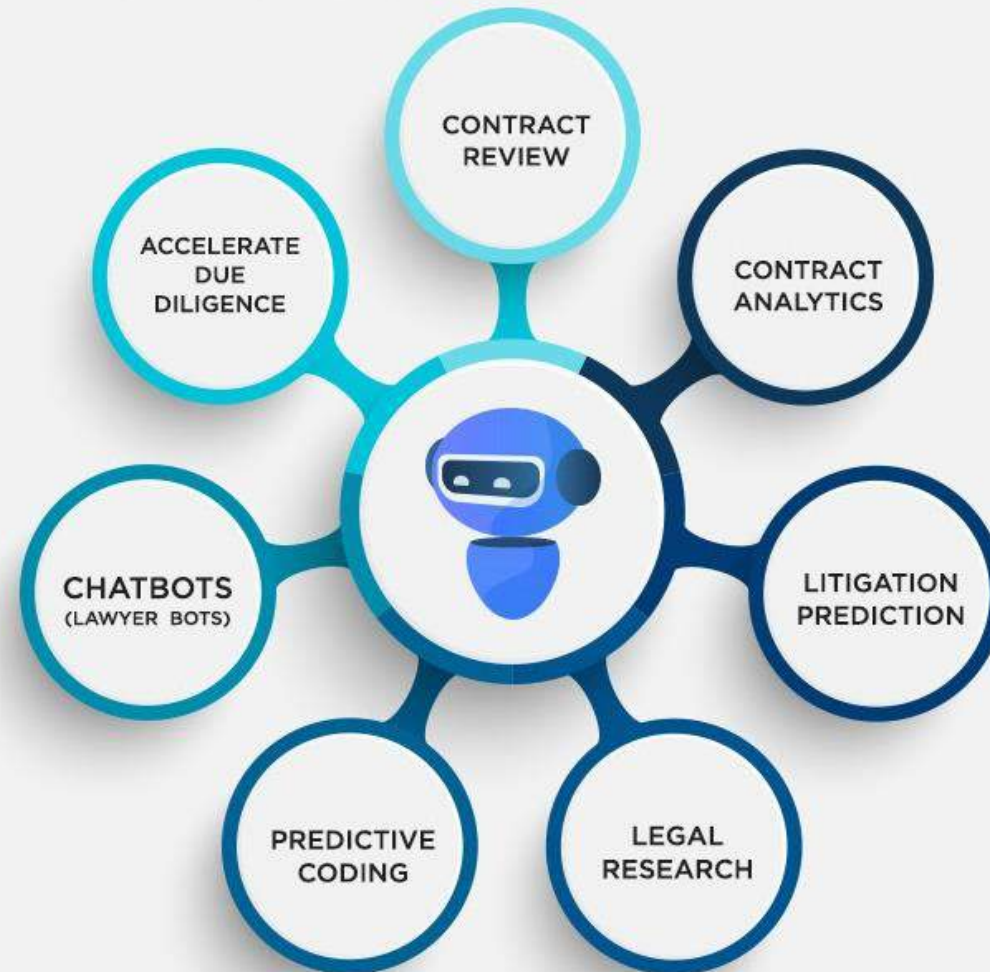 CONTRACT
REVIEW
CONTRACT
ANALYTICS
LITIGATION
PREDICTION
LEGAL
RESEARCH
PREDICTIVE
CODING
CHATBOTS
(LAWYER BOTS)
ACCELERATE
DUE
DILIGENCE